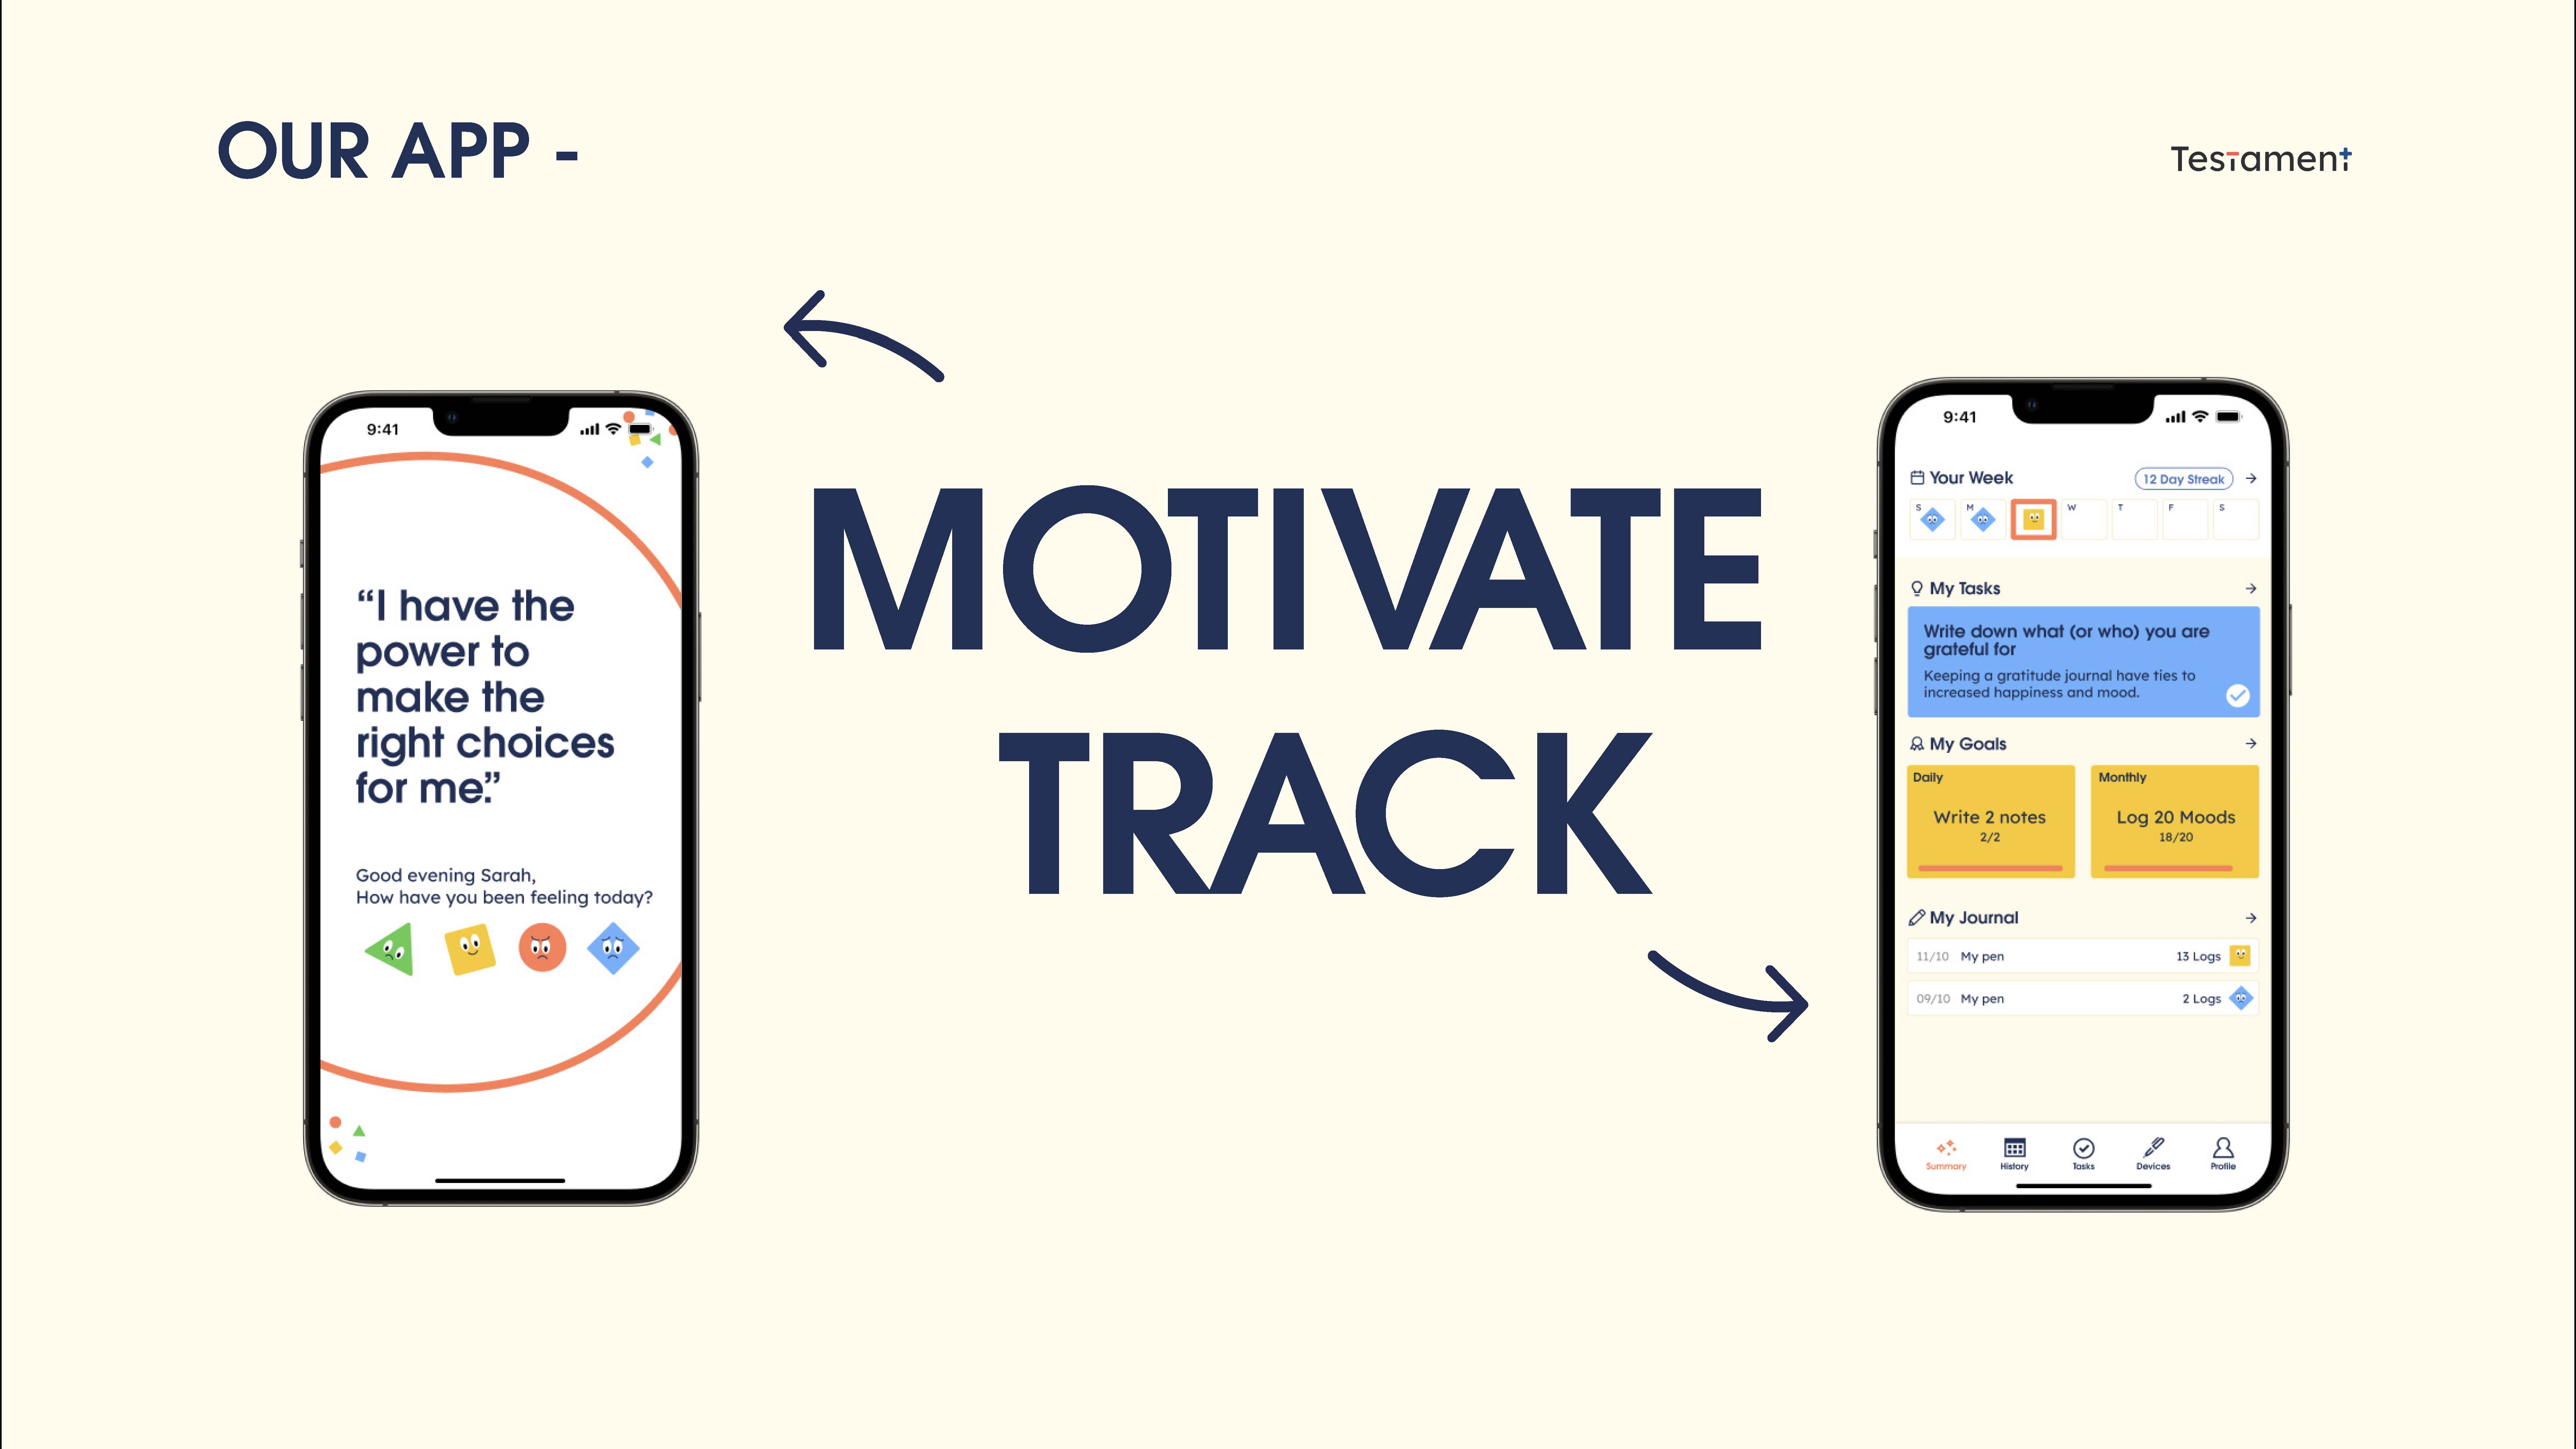 OUR APP -
Testament
MOTIVATE
TRACK
9:41
“I have the
power to
make the
right choices
for me.”
Good evening Sarah,
How have you been feeling today?
9:41
Your Week
12 Day Streak
S M W T F S
My Tasks
Write down what (or who) you are
grateful for
Keeping a gratitude journal have ties to
increased happiness and mood.
My Goals
Daily
Write 2 notes
2/2
Monthly
Log 20 Moods
18/20
My Journal
11/10 My pen 13 Logs
09/10 My pen 2 Logs
Summary History Tasks Devices Profile